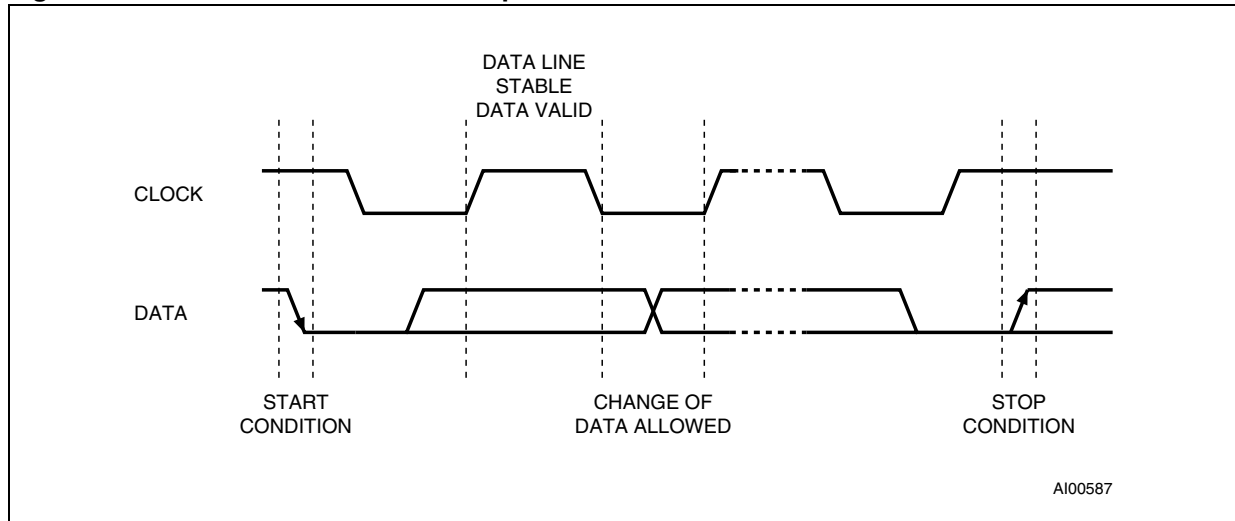 DATA LINE
STABLE
DATA VALID
CLOCK
DATA
START
CONDITION
CHANGE OF
DATA ALLOWED
STOP
CONDITION
AI00587